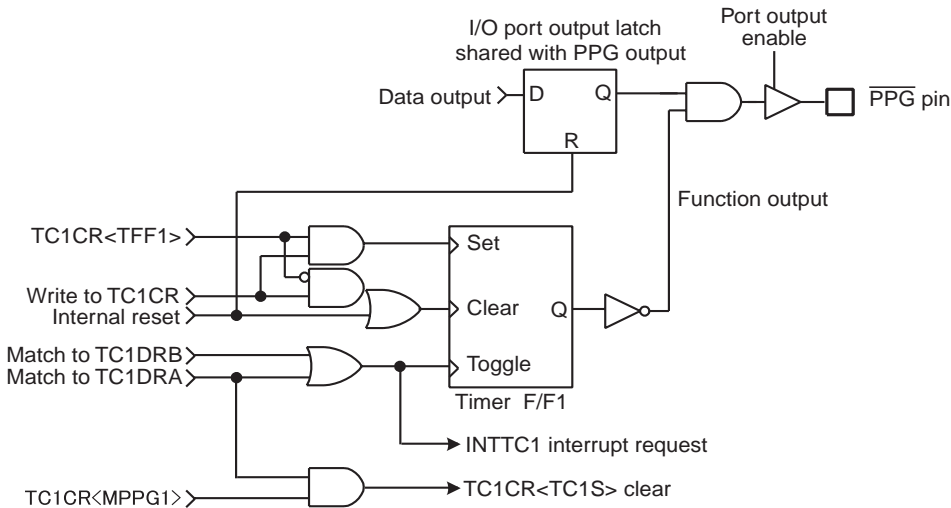 I/O port output latch
shared with PPG output
Port output
enable
Data output
D
Q
R
PPG pin
Function output
TC1CR<TFF1>
Set
Write to TC1CR
Internal reset
Clear
Q
Match to TC1DRB
Match to TC1DRA
Toggle
Timer F/F1
INTTC1 interrupt request
TC1CR<TC1S> clear
TC1CR<MPPG1>